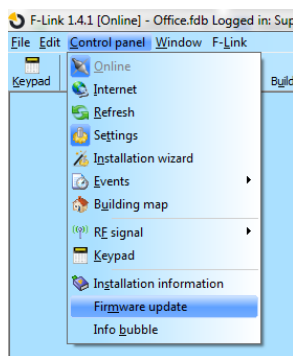 F-Link 1.4.1 [Online] - Office.fdb Logged in: Sup
File Edit Control panel Window F-Link
Keypad
Online
Internet
Refresh
Settings
Installation wizard
Events
Building map
RF signal
Keypad
Installation information
Firmware update
Info bubble